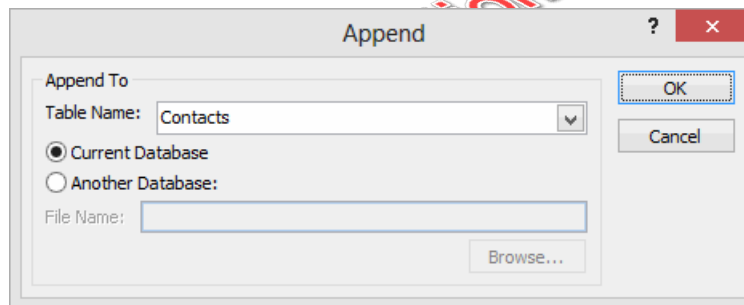 Append
?
Append To
OK
Table Name:
Contacts
Cancel
Current Database
Another Database:
File Name:
Browse...